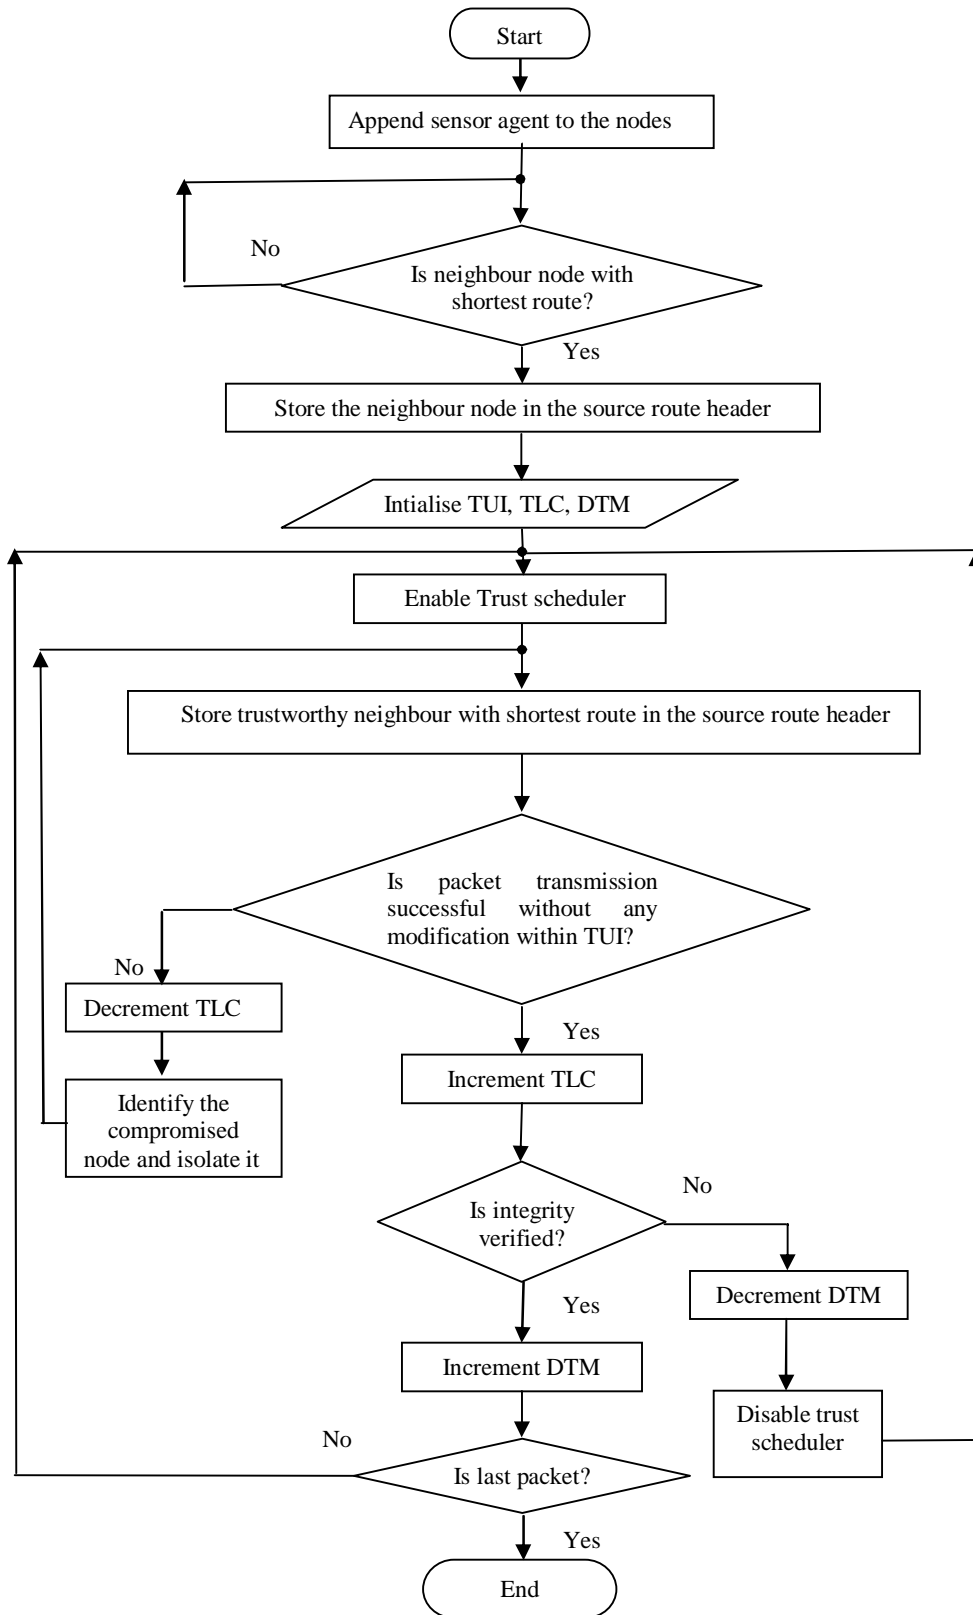 Start
Append sensor agent to the nodes
No
Is neighbour node with
shortest route?
Yes
Store the neighbour node in the source route header
Intialise TUI, TLC, DTM
Enable Trust scheduler
Store trustworthy neighbour with shortest route in the source route header
Is packet transmission
successful without any
modification within TUI?
No
Decrement TLC
Yes
Increment TLC
Identify the
compromised
node and isolate it
No
Is integrity
verified?
Decrement DTM
Yes
Increment DTM
Disable trust
scheduler
No
Is last packet?
Yes
End